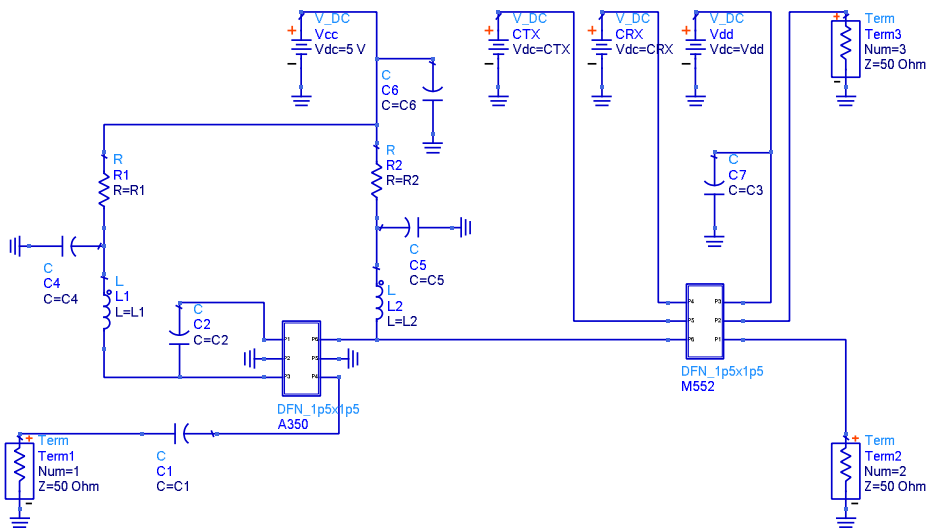 V_DC
Vcc
Vdc=5 V
V_DC
CTX
Vdc=CTX
V_DC
CRX
Vdc=CRX
V_DC
Vdd
Vdc=Vdd
+
+
+
+
+
Term
Term3
Num=3
Z=50 Ohm
C
C6
C=C6
R
R1
R=R1
R
R2
R=R2
C
C7
C=C3
C
C4
C=C4
C
C5
C=C5
L
L1
L=L1
L
L2
L=L2
C
C2
C=C2
P1
P2
P3
P6
P5
P4
DFN_1p5x1p5
A350
P4
P5
P6
P3
P2
P1
DFN_1p5x1p5
M552
+
Term
Term1
Num=1
Z=50 Ohm
C
C1
C=C1
+
Term
Term2
Num=2
Z=50 Ohm